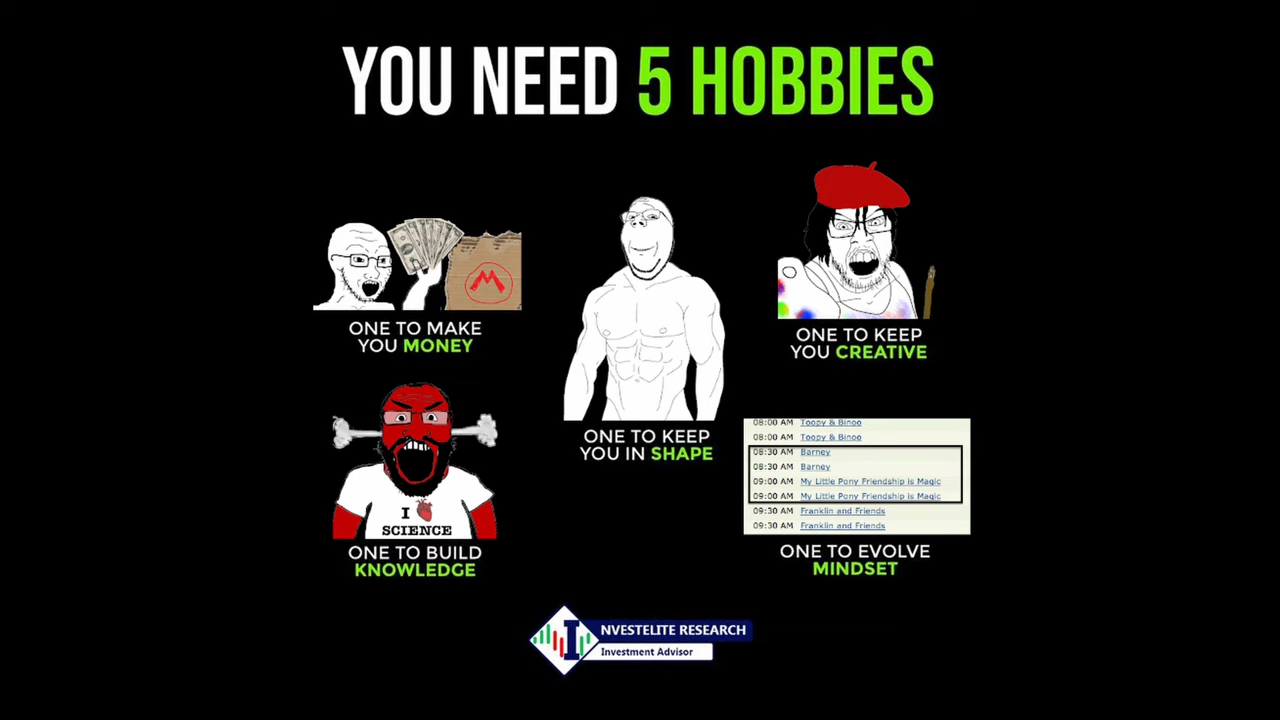 YOU NEED 5 HOBBIES
M
ONE TO MAKE
YOU MONEY
ONE TO KEEP
YOU IN SHAPE
ONE TO KEEP
YOU CREATIVE
I
SCIENCE
ONE TO BUILD
KNOWLEDGE
08:00 AM Toopy & Binoo
08:00 AM Toopy & Binoo
08:30 AM Barney
08:30 AM Barney
09:00 AM My Little Pony Friendship is Magic
09:00 AM My Little Pony Friendship is Magic
09:30 AM Franklin and Friends
09:30 AM Franklin and Friends
ONE TO EVOLVE
MINDSET
INVESTELITE RESEARCH
Investment Advisor